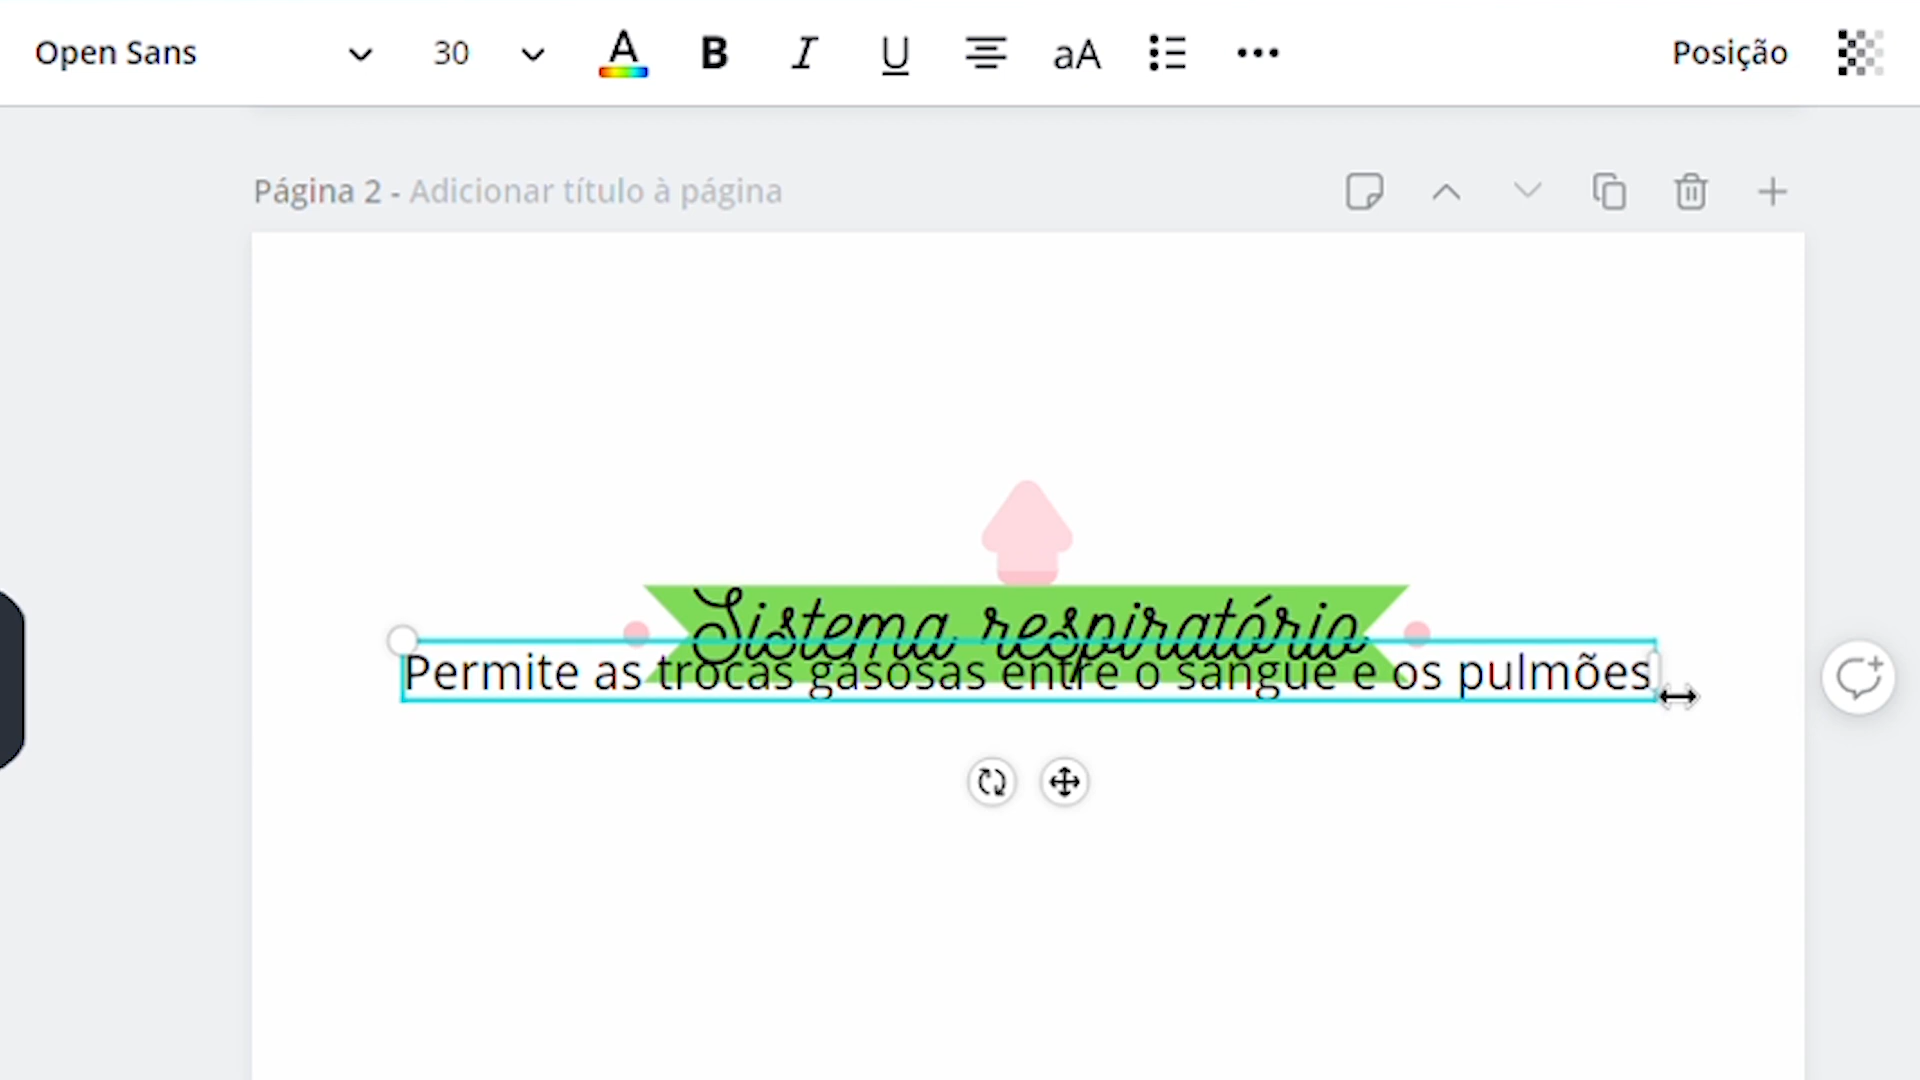 Open Sans 30 A B I U aA Posição
Página 2 - Adicionar título à página
Sistema respiratório
Permite as trocas gasosas entre o sangue e os pulmões